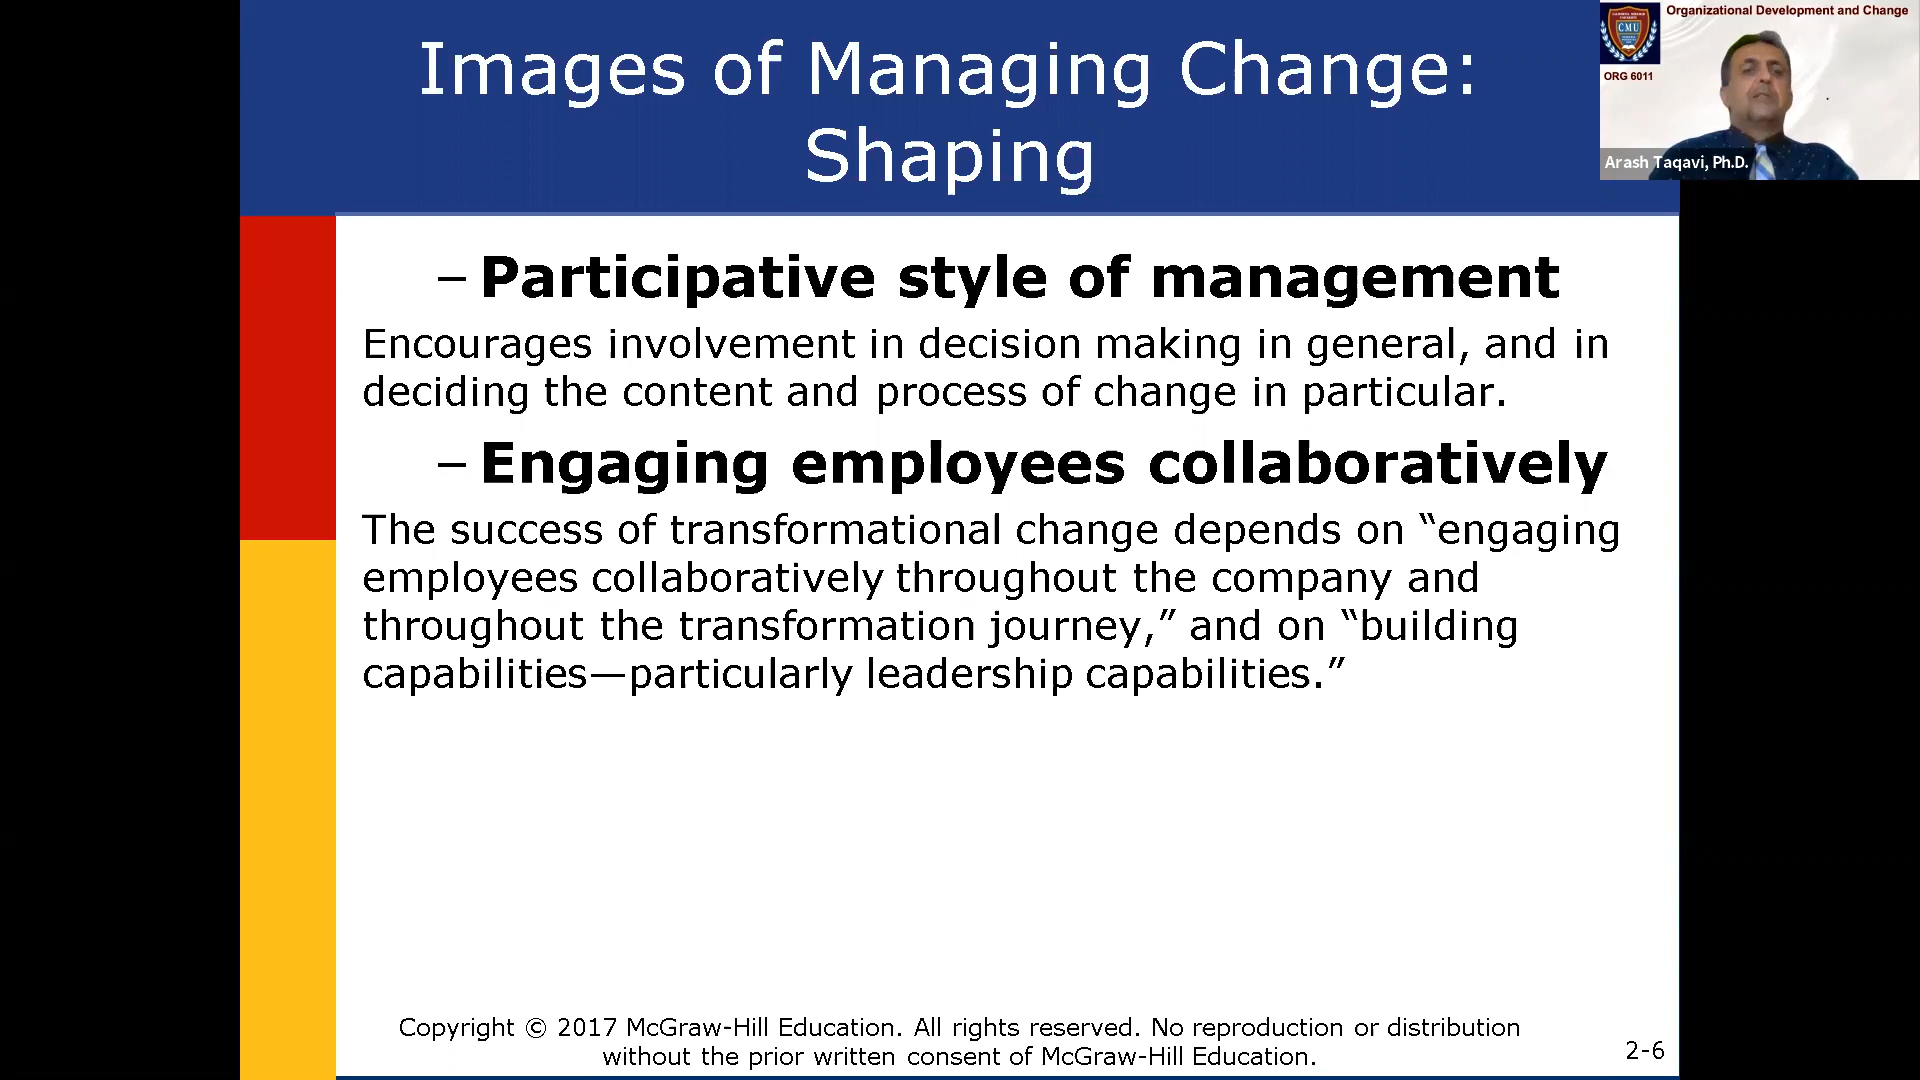 Images of Managing Change:
Shaping
Organizational Development and Change
CMU
ORG 6011
Arash Taqavi, Ph.D.
– Participative style of management
Encourages involvement in decision making in general, and in
deciding the content and process of change in particular.
– Engaging employees collaboratively
The success of transformational change depends on “engaging
employees collaboratively throughout the company and
throughout the transformation journey,” and on “building
capabilities—particularly leadership capabilities.”
Copyright © 2017 McGraw-Hill Education. All rights reserved. No reproduction or distribution
without the prior written consent of McGraw-Hill Education.
2-6